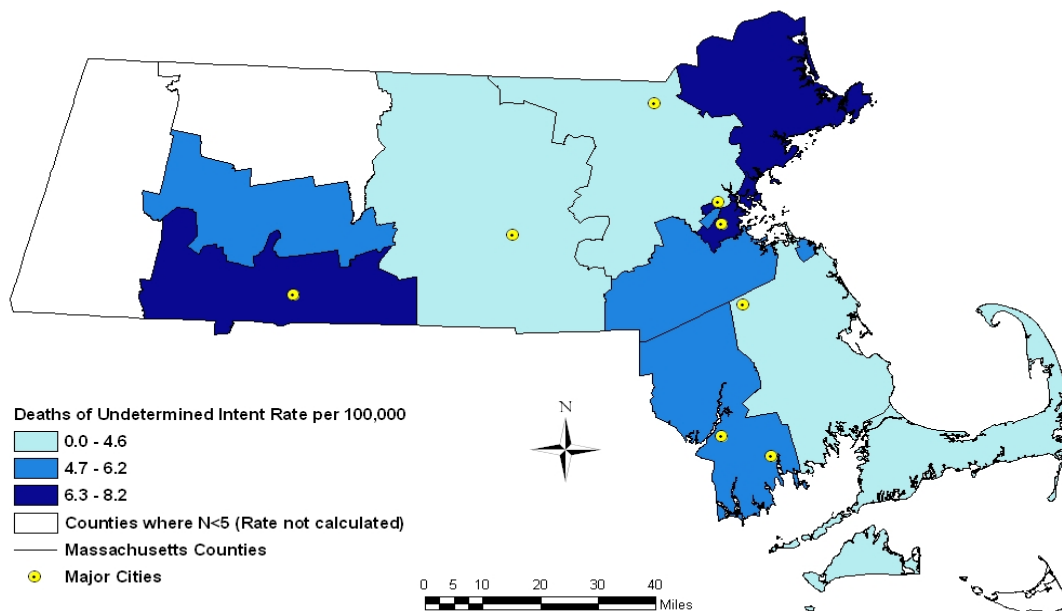 N
Deaths of Undetermined Intent Rate per 100,000
0.0 - 4.6
4.7 - 6.2
6.3 - 8.2
Counties where N<5 (Rate not calculated)
Massachusetts Counties
Major Cities
0 5 10 20 30 40
Miles